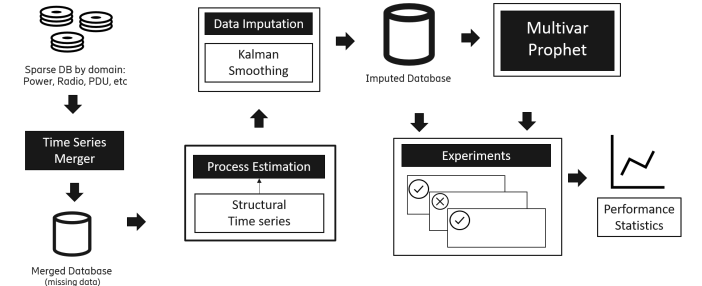 Sparse DB by domain:
Power, Radio, PDU, etc
Time Series
Merger
Merged Database
(missing data)
Data Imputation
Kalman
Smoothing
Process Estimation
Structural
Time series
Imputed Database
Multivar
Prophet
Experiments
Performance
Statistics